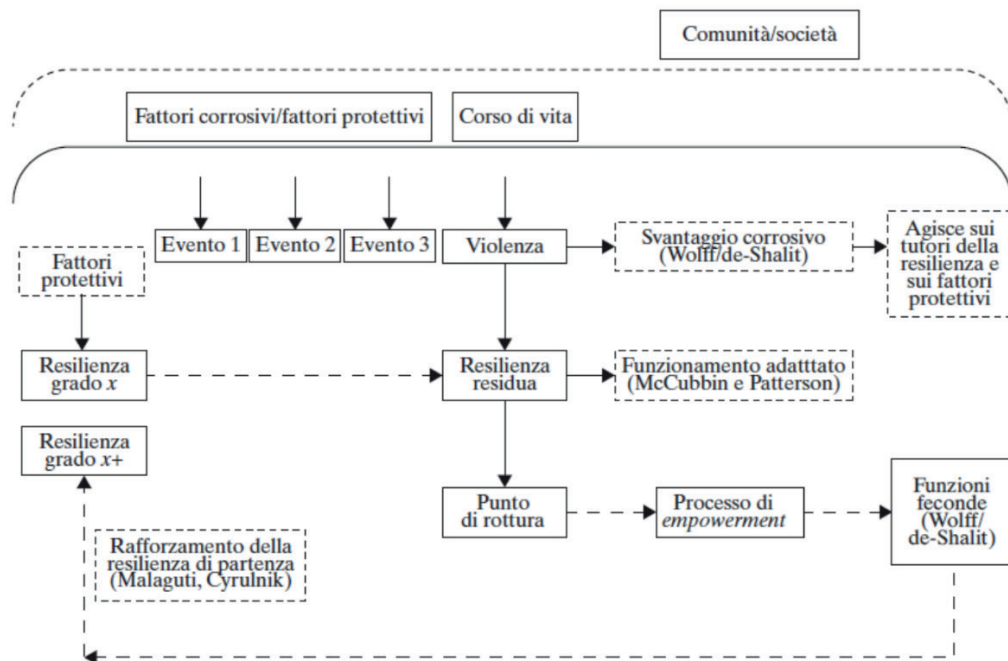 Comunità/società
Fattori corrosivi/fattori protettivi
Corso di vita
Evento 1
Evento 2
Evento 3
Violenza
Svantaggio corrosivo
(Wolff/de-Shalit)
Agisce sui
tutori della
resilienza e
sui fattori
protettivi
Fattori
protettivi
Resilienza
grado x
Resilienza
residua
Funzionamento adatttato
(McCubbin e Patterson)
Resilienza
grado x+
Punto
di rottura
Processo di
empowerment
Funzioni
feconde
(Wolff/
de-Shalit)
Rafforzamento della
resilienza di partenza
(Malaguti, Cyrulnik)